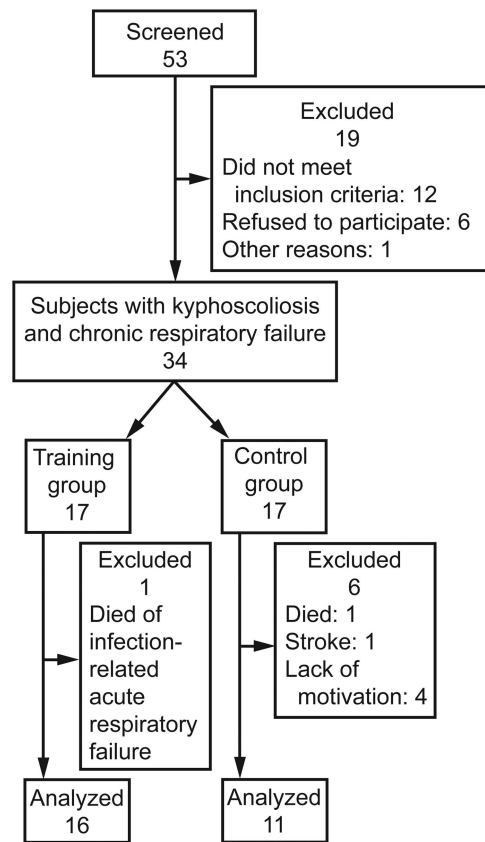 Screened
53
Excluded
19
Did not meet
inclusion criteria: 12
Refused to participate: 6
Other reasons: 1
Subjects with kyphoscoliosis
and chronic respiratory failure
34
Training
group
17
Control
group
17
Excluded
1
Died of
infection-
related
acute
respiratory
failure
Excluded
6
Died: 1
Stroke: 1
Lack of
motivation: 4
Analyzed
16
Analyzed
11